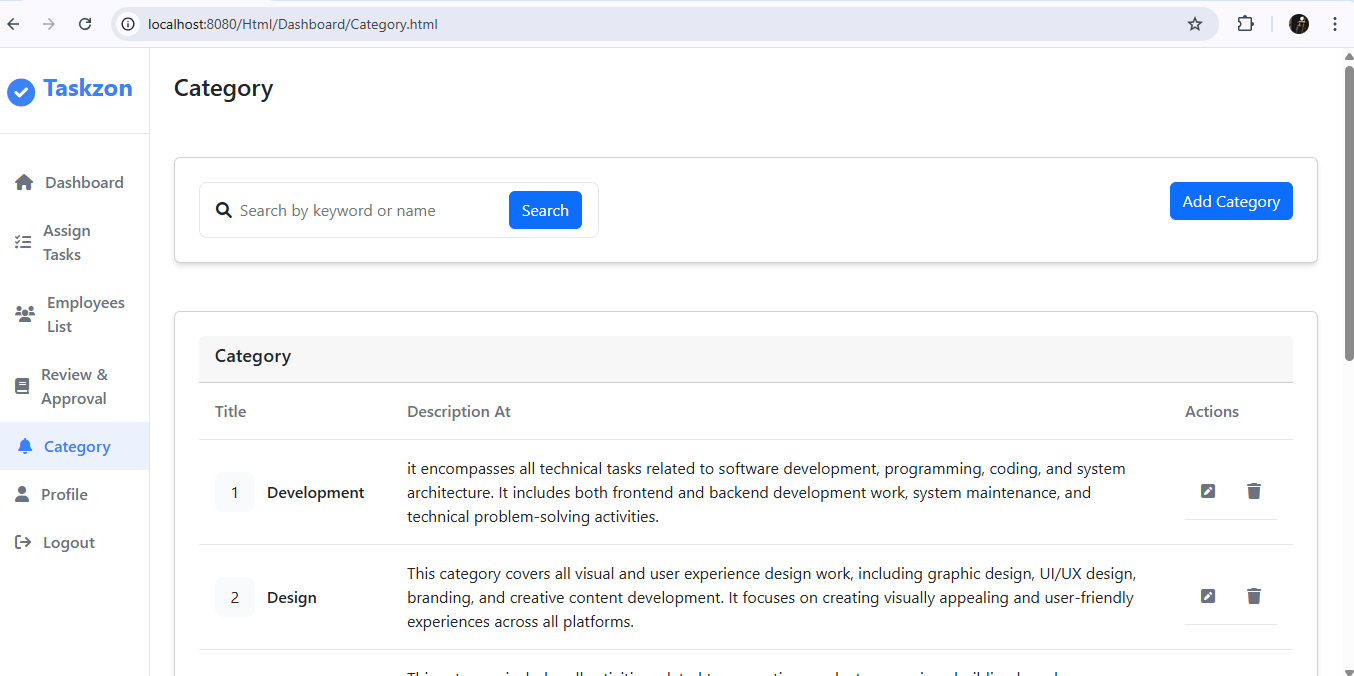 localhost:8080/Html/Dashboard/Category.html
Taskzon
Dashboard
Assign
Tasks
Employees
List
Review &
Approval
Category
Profile
Logout
Category
Search by keyword or name
Search
Add Category
Category
Title Description At Actions
1 Development
it encompasses all technical tasks related to software development, programming, coding, and system
architecture. It includes both frontend and backend development work, system maintenance, and
technical problem-solving activities.
2 Design
This category covers all visual and user experience design work, including graphic design, UI/UX design,
branding, and creative content development. It focuses on creating visually appealing and user-friendly
experiences across all platforms.